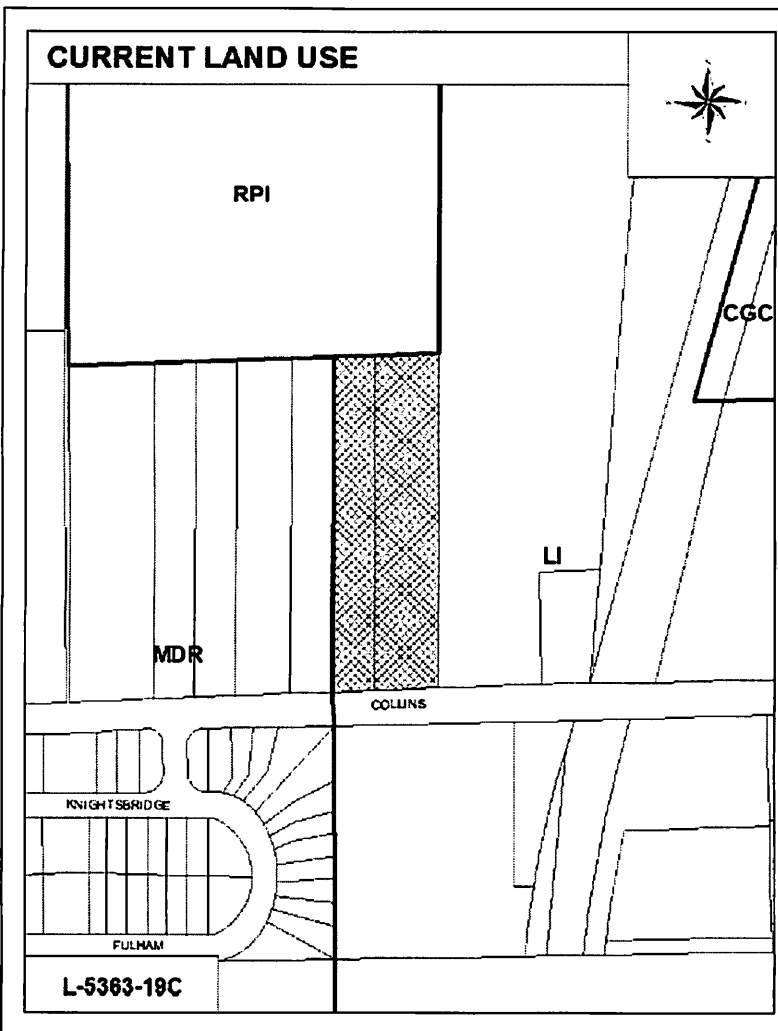 CURRENT LAND USE
RPI
CGC
LI
MDR
COLLINS
KNIGHTSBRIDGE
FULHAM
L-5363-19C